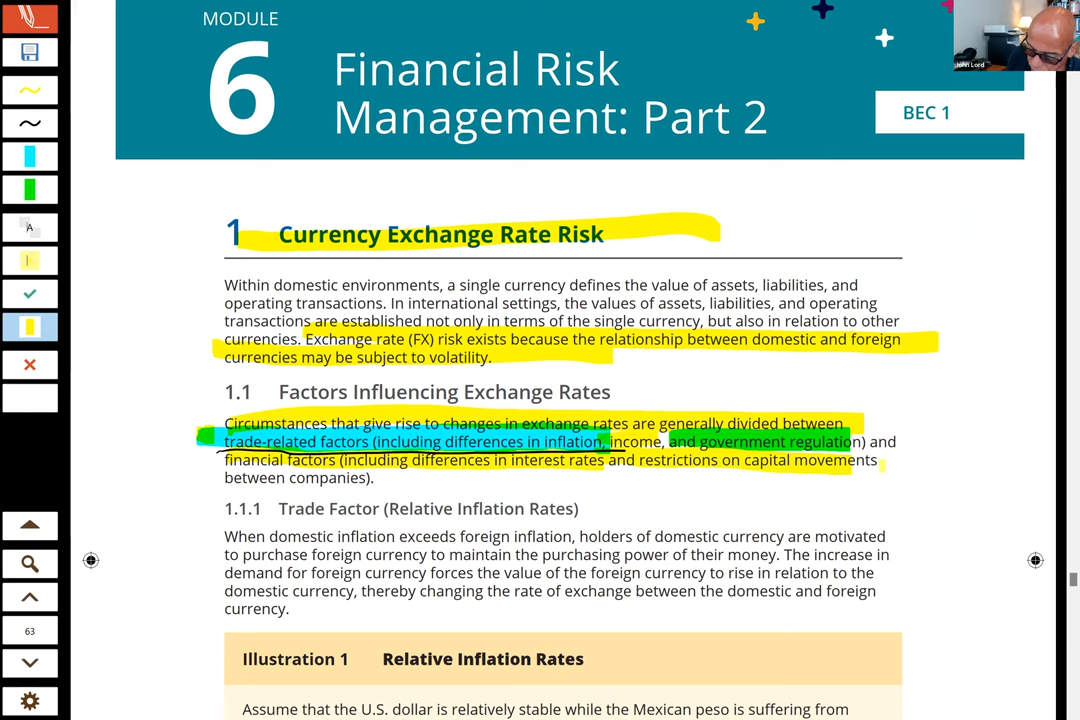 MODULE
6
Financial Risk
Management: Part 2
BEC 1
John Lord
A
1 Currency Exchange Rate Risk
Within domestic environments, a single currency defines the value of assets, liabilities, and
operating transactions. In international settings, the values of assets, liabilities, and operating
transactions are established not only in terms of the single currency, but also in relation to other
currencies. Exchange rate (FX) risk exists because the relationship between domestic and foreign
currencies may be subject to volatility.
1.1 Factors Influencing Exchange Rates
Circumstances that give rise to changes in exchange rates are generally divided between
trade-related factors (including differences in inflation, income, and government regulation) and
financial factors (including differences in interest rates and restrictions on capital movements
between companies).
1.1.1 Trade Factor (Relative Inflation Rates)
When domestic inflation exceeds foreign inflation, holders of domestic currency are motivated
to purchase foreign currency to maintain the purchasing power of their money. The increase in
demand for foreign currency forces the value of the foreign currency to rise in relation to the
domestic currency, thereby changing the rate of exchange between the domestic and foreign
currency.
63
Illustration 1 Relative Inflation Rates
Assume that the U.S. dollar is relatively stable while the Mexican peso is suffering from